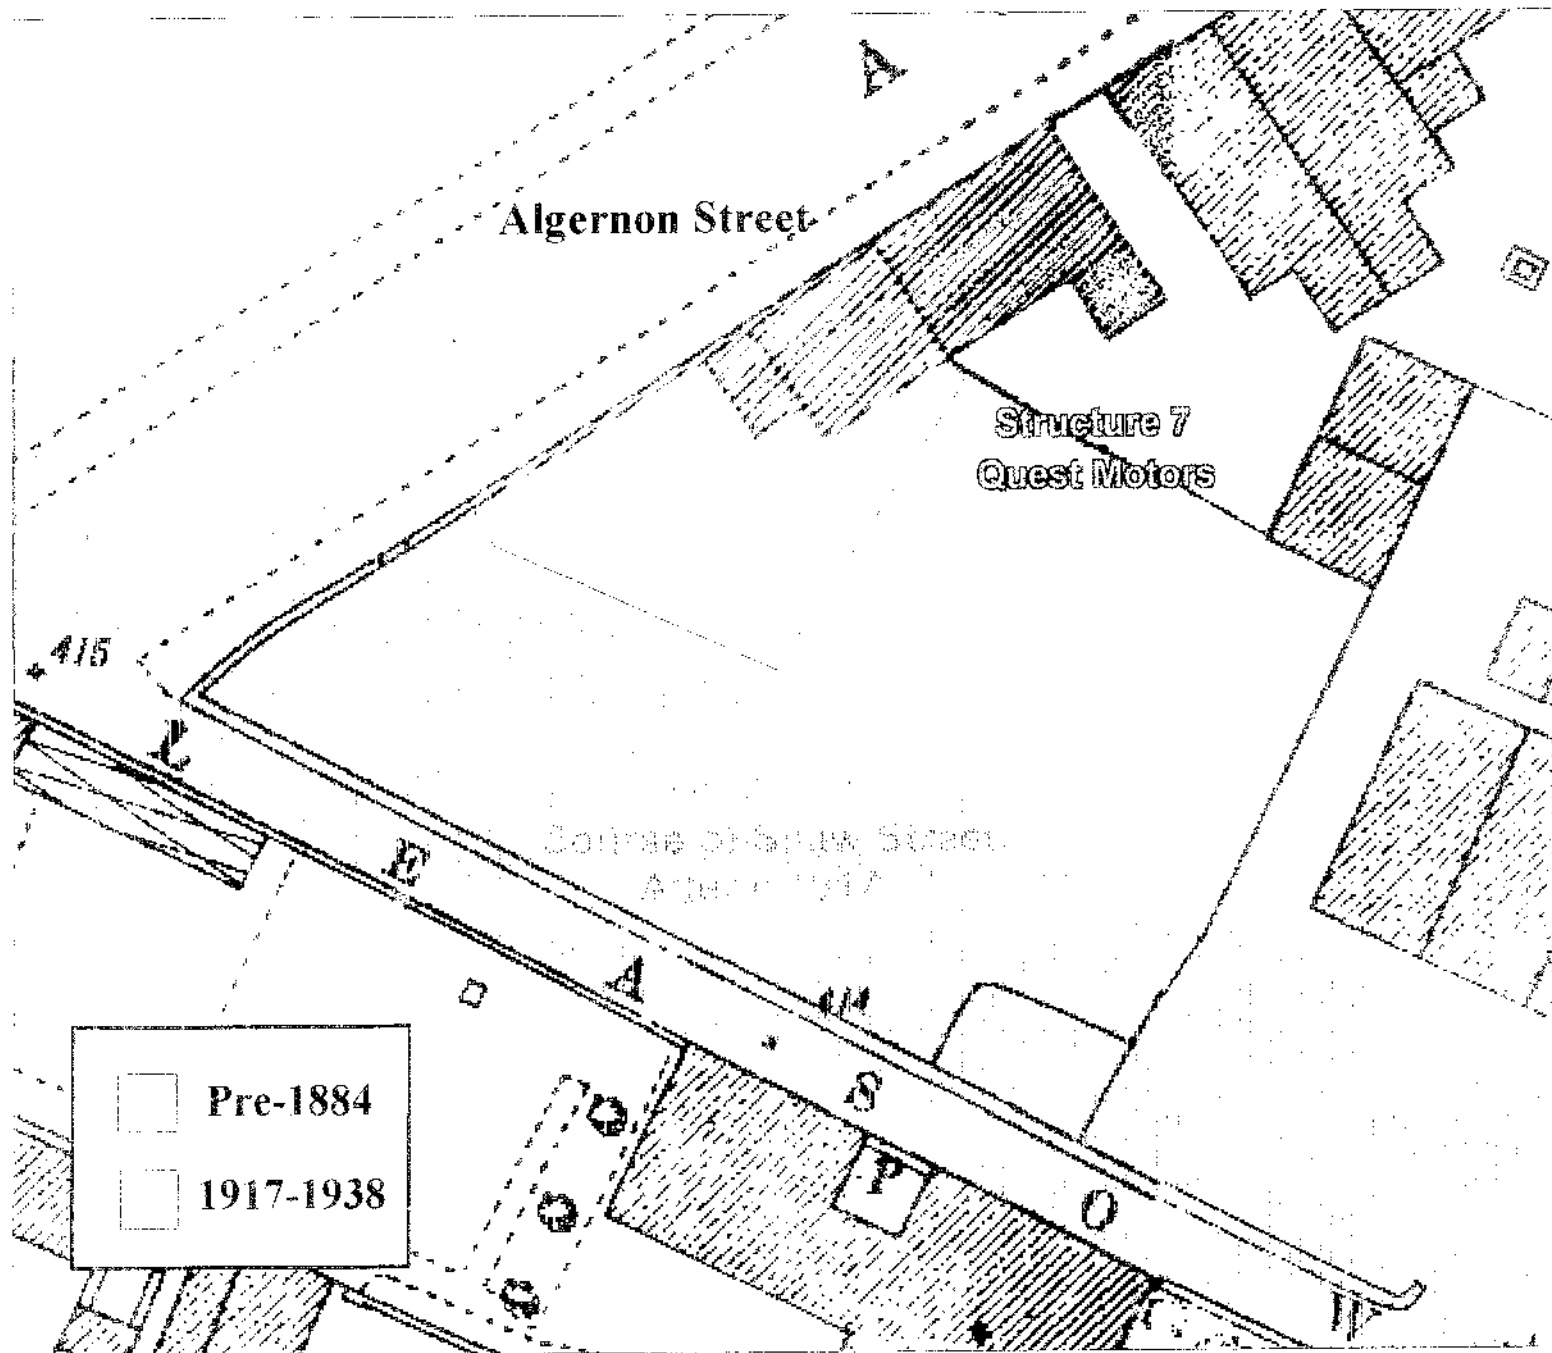 A
Algernon Street
Structure 7
Quest Motors
415
L
E
A
S
O
414
P
Pre-1884
1917-1938